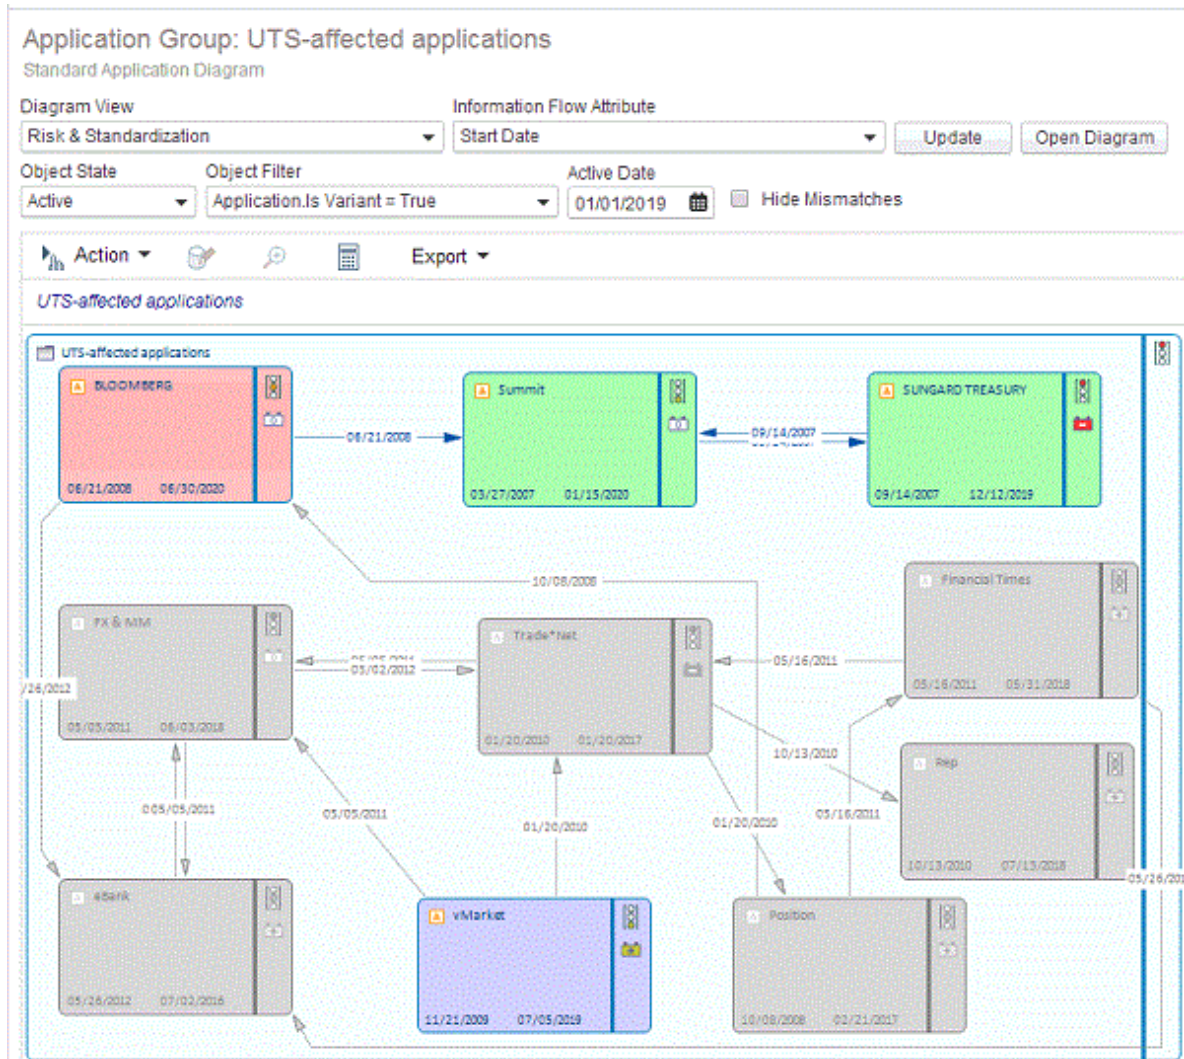 Application Group: UTS-affected applications
Standard Application Diagram
Diagram View
Information Flow Attribute
Risk & Standardization
Start Date
Update
Open Diagram
Object State
Object Filter
Active Date
Active
Application.Is Variant = True
01/01/2019
Hide Mismatches
Action
Export
UTS-affected applications
UTS-affected applications
BLOOMBERG
06/21/2008 06/30/2020
06/21/2008
Summit
03/27/2007 01/15/2020
09/14/2007
SUNGARD TREASURY
09/14/2007 12/12/2019
10/08/2008
Financial Times
05/16/2011 05/31/2018
FX & MM
05/05/2011 06/03/2018
03/02/2012
Trade*Net
01/20/2010 01/20/2017
05/16/2011
/26/2012
10/13/2010
Rep
10/13/2010 07/13/2018
05/05/2011
05/05/2011
01/20/2010
01/20/2010
05/16/2011
05/26/201
eBank
05/26/2012 07/02/2016
vMarket
11/21/2009 07/05/2019
Position
10/08/2008 02/21/2017